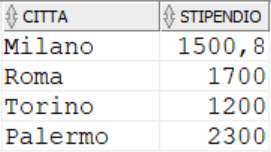 CITTA STIPENDIO
Milano 1500,8
Roma 1700
Torino 1200
Palermo 2300